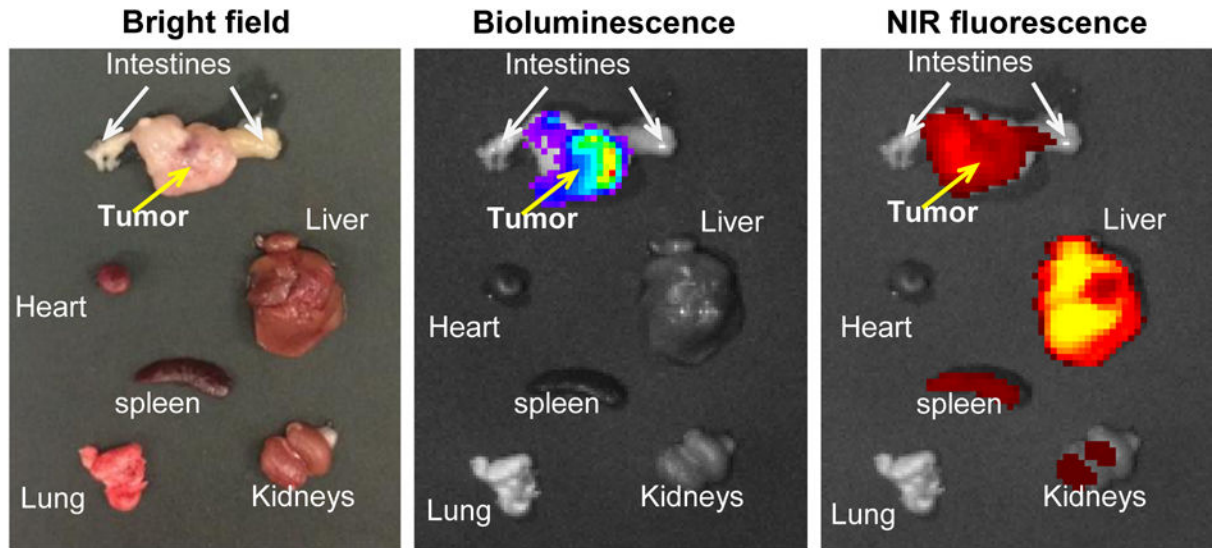 Bright field
Bioluminescence
NIR fluorescence
Intestines
Tumor
Liver
Heart
spleen
Lung
Kidneys
Intestines
Tumor
Liver
Heart
spleen
Lung
Kidneys
Intestines
Tumor
Liver
Heart
spleen
Lung
Kidneys